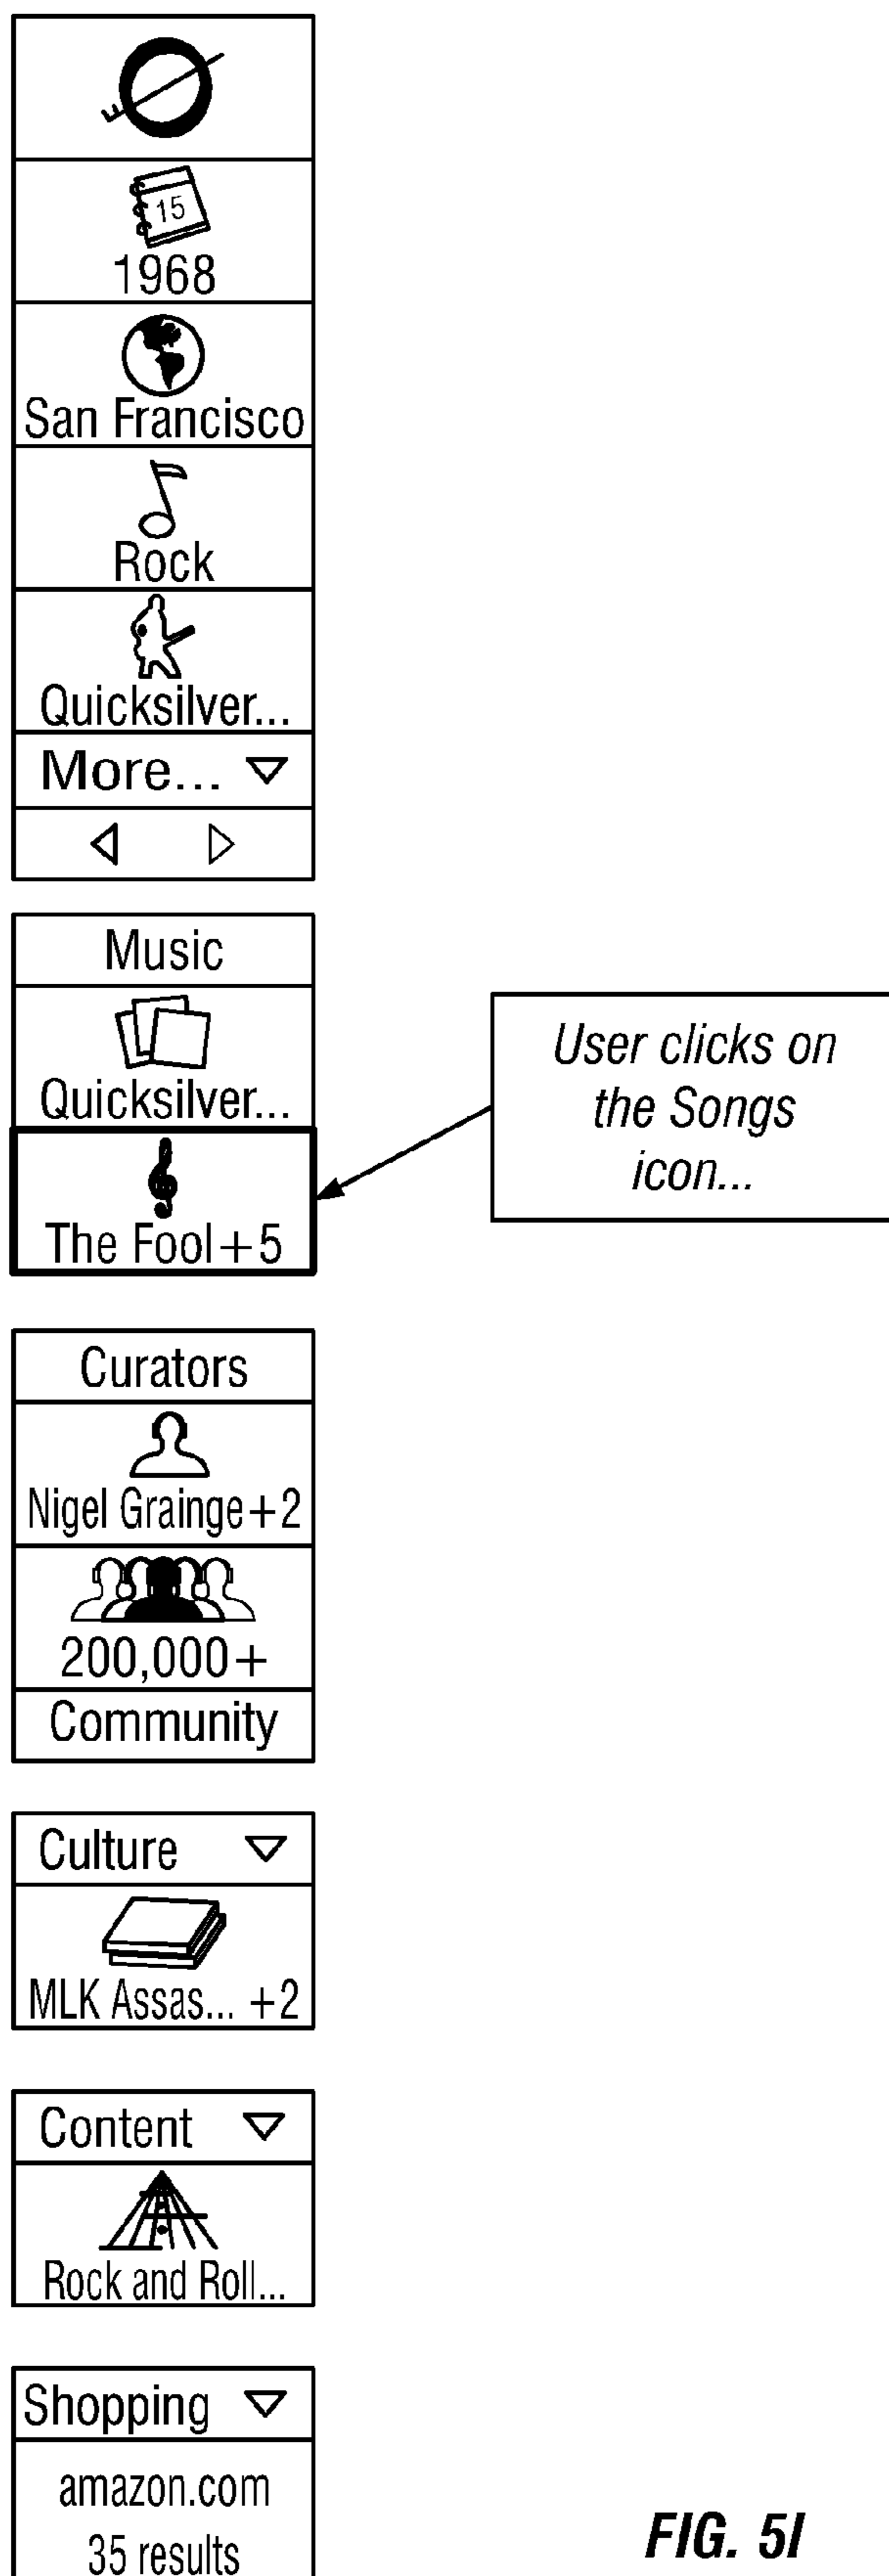 15
1968
San Francisco
Rock
Quicksilver...
More...
Music
Quicksilver...
The Fool+5
User clicks on
the Songs
icon...
Curators
Nigel Grainge+2
200,000+
Community
Culture
MLK Assas... +2
Content
Rock and Roll...
Shopping
amazon.com
35 results
FIG. 5I